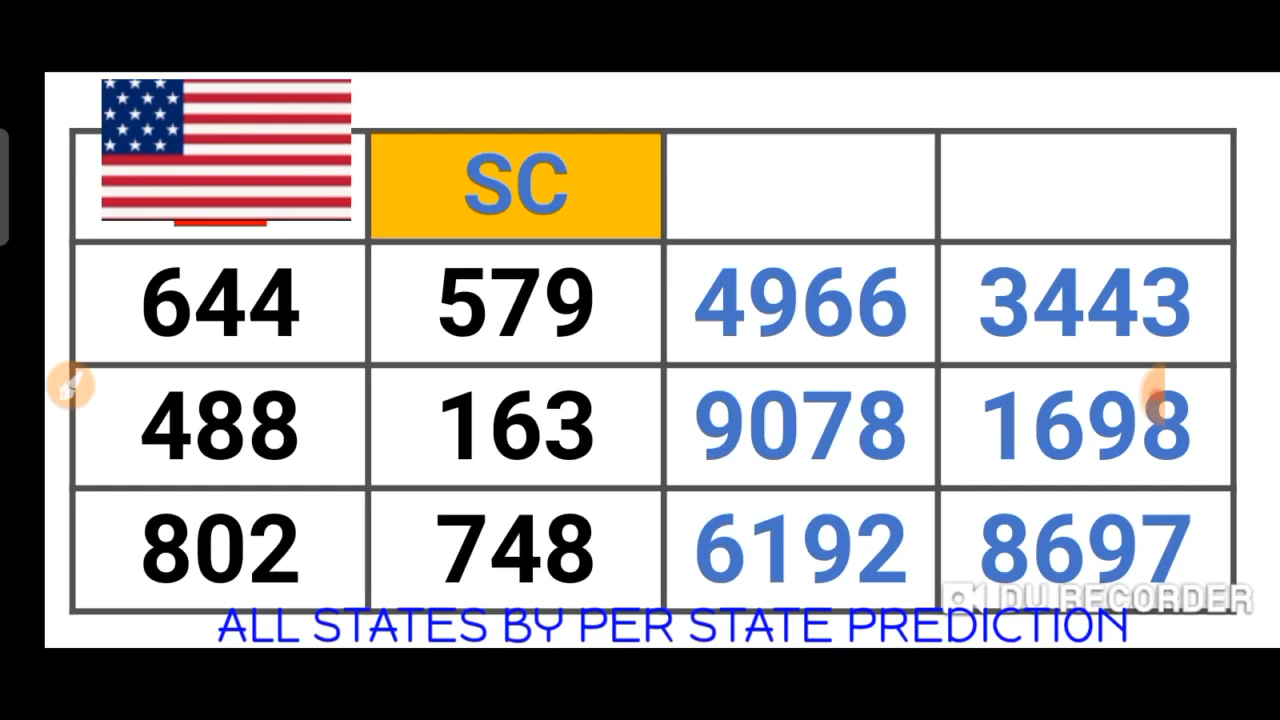 SC
644 579 4966 3443
488 163 9078 1698
802 748 6192 8697
DU RECORDER
ALL STATES BY PER STATE PREDICTION